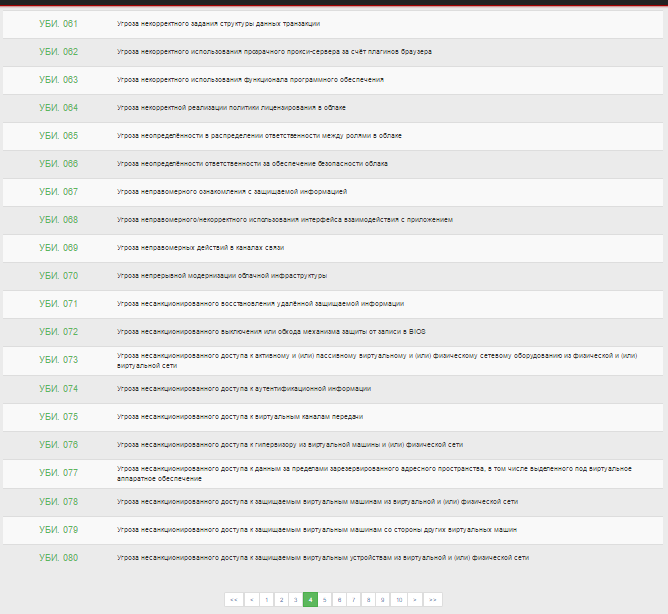 УБИ. 061 Угроза некорректного задания структуры данных транзакции
УБИ. 062 Угроза некорректного использования прозрачного прокси-сервера за счёт плагинов браузера
УБИ. 063 Угроза некорректного использования функционала программного обеспечения
УБИ. 064 Угроза некорректной реализации политики лицензирования в облаке
УБИ. 065 Угроза неопределённости в распределении ответственности между ролями в облаке
УБИ. 066 Угроза неопределённости ответственности за обеспечение безопасности облака
УБИ. 067 Угроза неправомерного ознакомления с защищаемой информацией
УБИ. 068 Угроза неправомерного/некорректного использования интерфейса взаимодействия с приложением
УБИ. 069 Угроза неправомерных действий в каналах связи
УБИ. 070 Угроза непрерывной модернизации облачной инфраструктуры
УБИ. 071 Угроза несанкционированного восстановления удалённой защищаемой информации
УБИ. 072 Угроза несанкционированного выключения или обхода механизма защиты от записи в BIOS
УБИ. 073 Угроза несанкционированного доступа к активному и (или) пассивному виртуальному и (или) физическому сетевому оборудованию из физической и (или)
виртуальной сети
УБИ. 074 Угроза несанкционированного доступа к аутентификационной информации
УБИ. 075 Угроза несанкционированного доступа к виртуальным каналам передачи
УБИ. 076 Угроза несанкционированного доступа к гипервизору из виртуальной машины и (или) физической сети
УБИ. 077 Угроза несанкционированного доступа к данным за пределами зарезервированного адресного пространства, в том числе выделенного под виртуальное
аппаратное обеспечение
УБИ. 078 Угроза несанкционированного доступа к защищаемым виртуальным машинам из виртуальной и (или) физической сети
УБИ. 079 Угроза несанкционированного доступа к защищаемым виртуальным машинам со стороны других виртуальных машин
УБИ. 080 Угроза несанкционированного доступа к защищаемым виртуальным устройствам из виртуальной и (или) физической сети
<< < 1 2 3 4 5 6 7 8 9 10 > >>